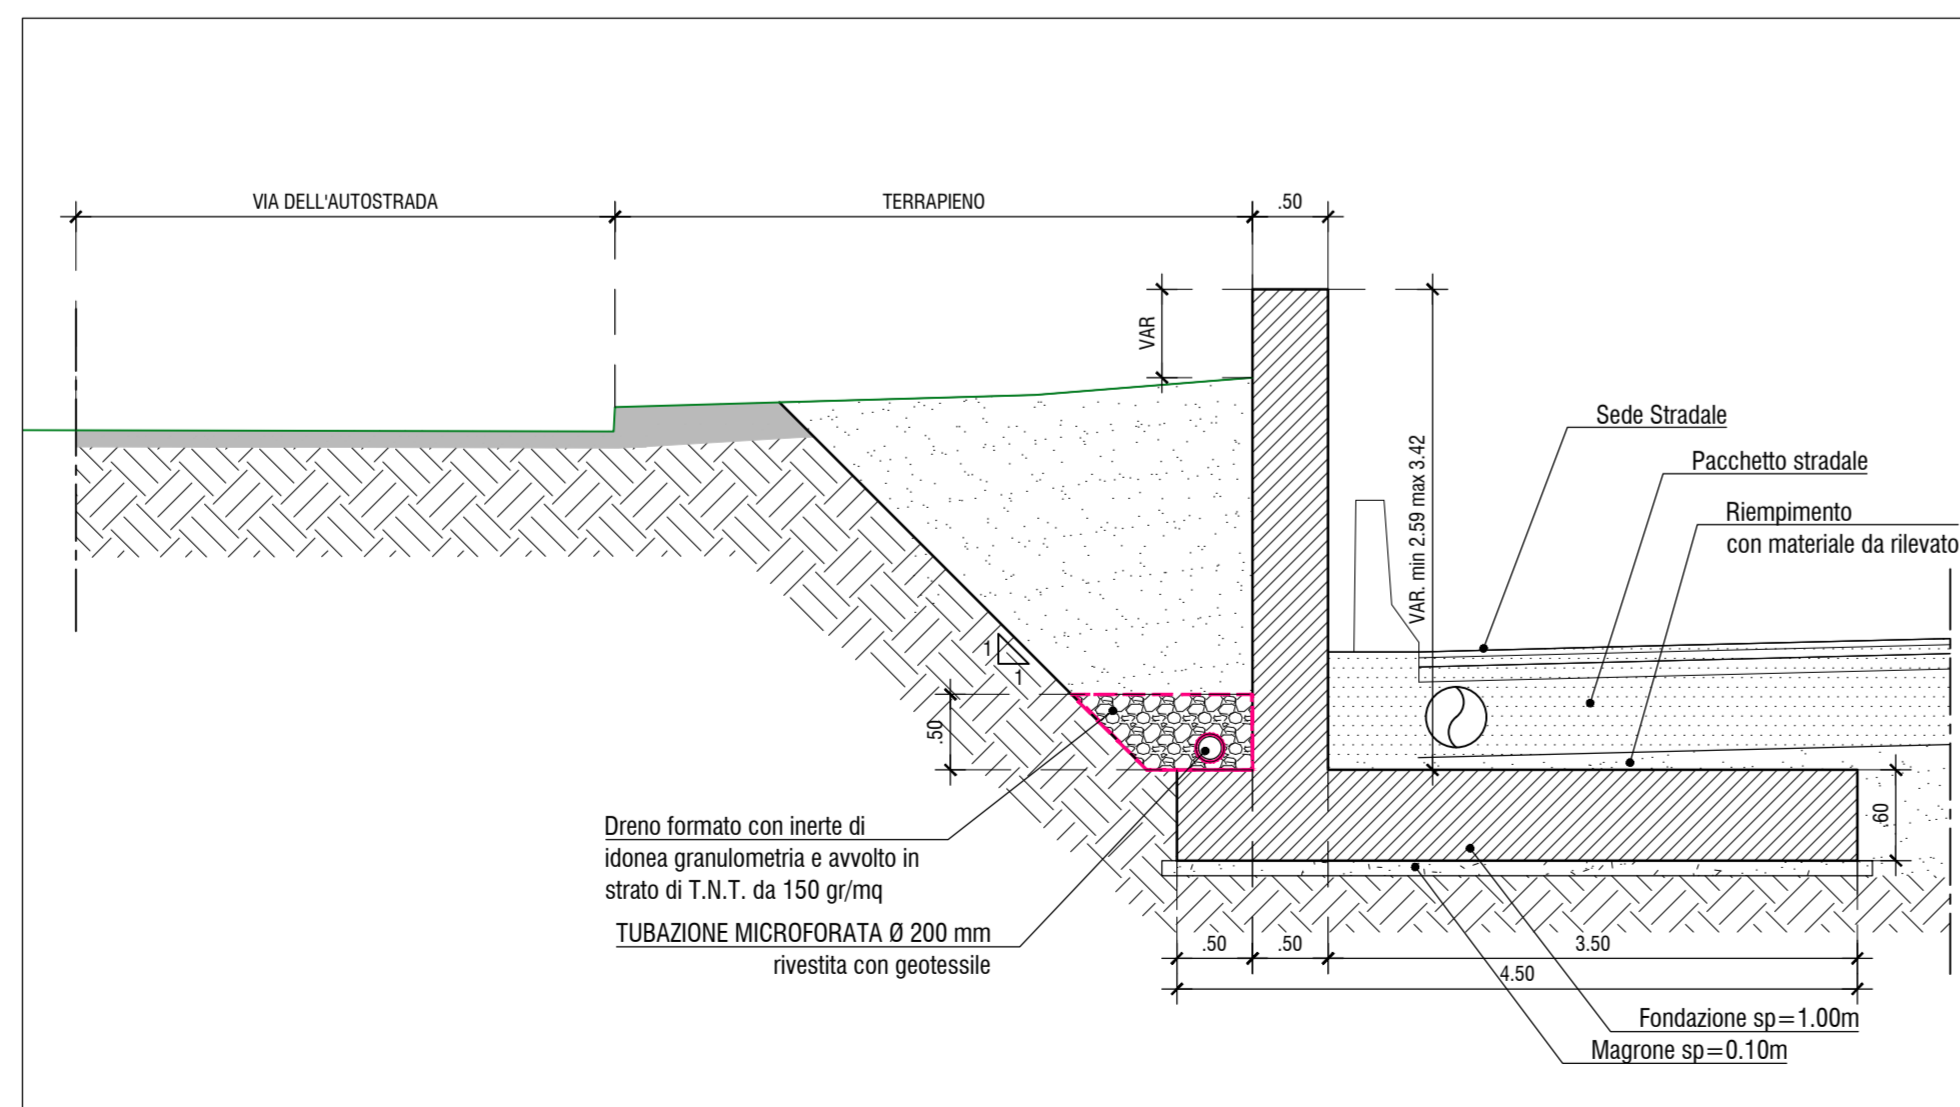 VIA DELL'AUTOSTRADA
TERRAPIENO
.50
VAR
VAR. min 2.59 max 3.42
Sede Stradale
Pacchetto stradale
Riempimento
con materiale da rilevato
1
1
.50
.60
Dreno formato con inerte di
idonea granulometria e avvolto in
strato di T.N.T. da 150 gr/mq
TUBAZIONE MICROFORATA Ø 200 mm
rivestita con geotessile
.50
.50
3.50
4.50
Fondazione sp=1.00m
Magrone sp=0.10m